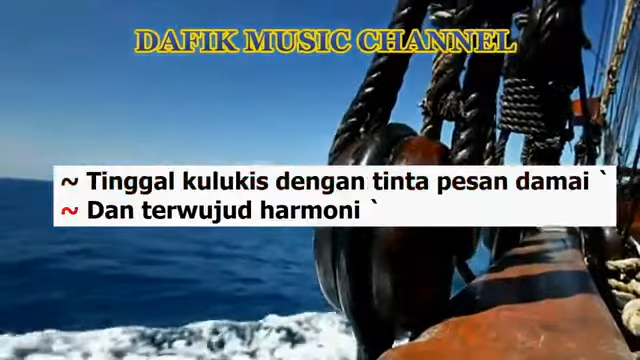 DAFIK MUSIC CHANNEL
~ Tinggal kulukis dengan tinta pesan damai `
~ Dan terwujud harmoni `